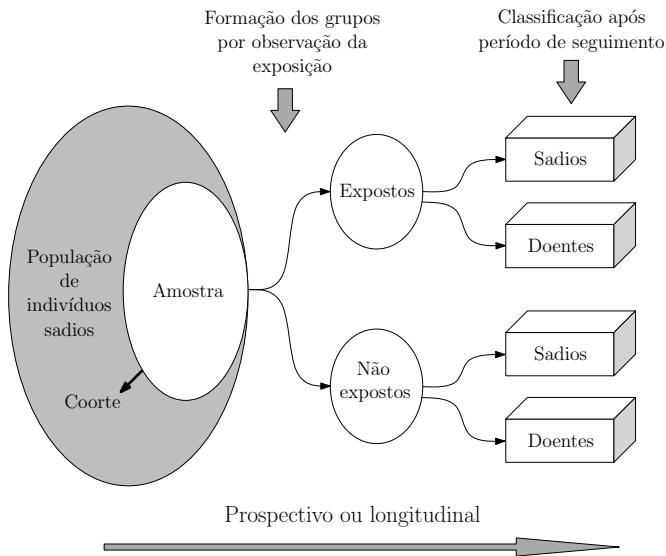 Formação dos grupos
por observação da
exposição
Classificação após
período de seguimento
População
de
indivíduos
sadios
Amostra
Coorte
Expostos
Não
expostos
Sadios
Doentes
Sadios
Doentes
Prospectivo ou longitudinal